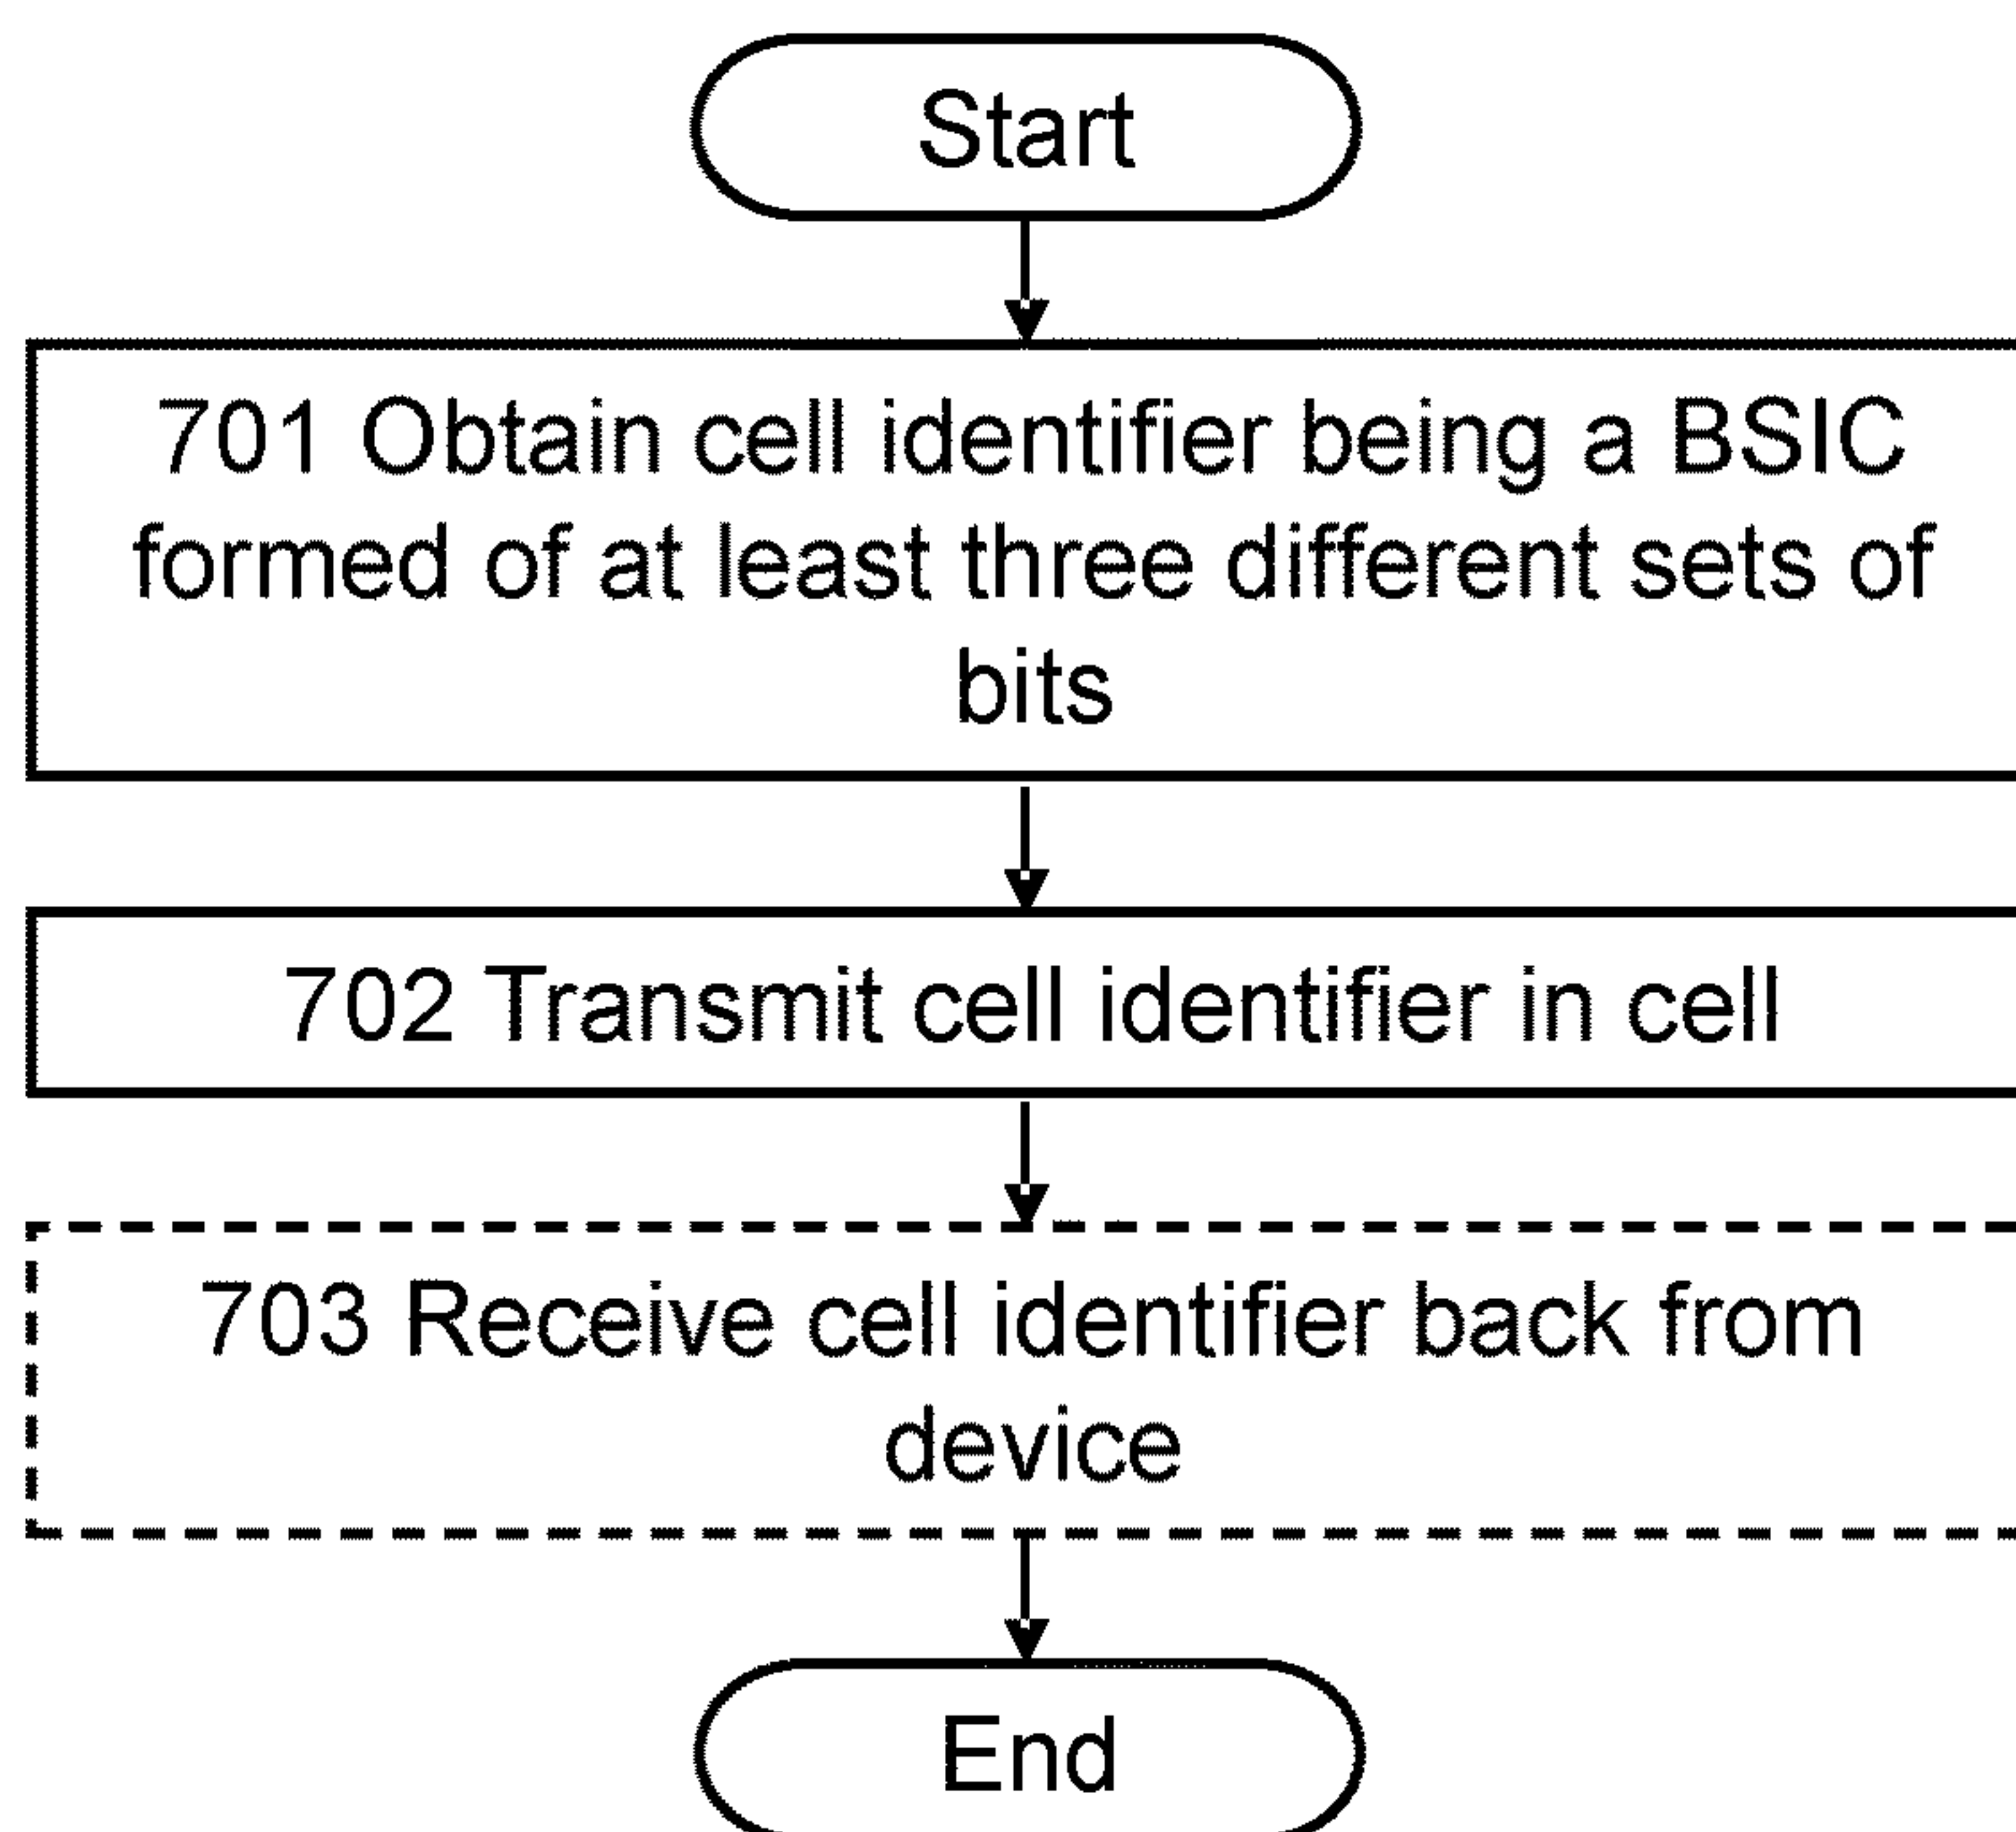 Start
701 Obtain cell identifier being a BSIC
formed of at least three different sets of
bits
702 Transmit cell identifier in cell
703 Receive cell identifier back from
device
End